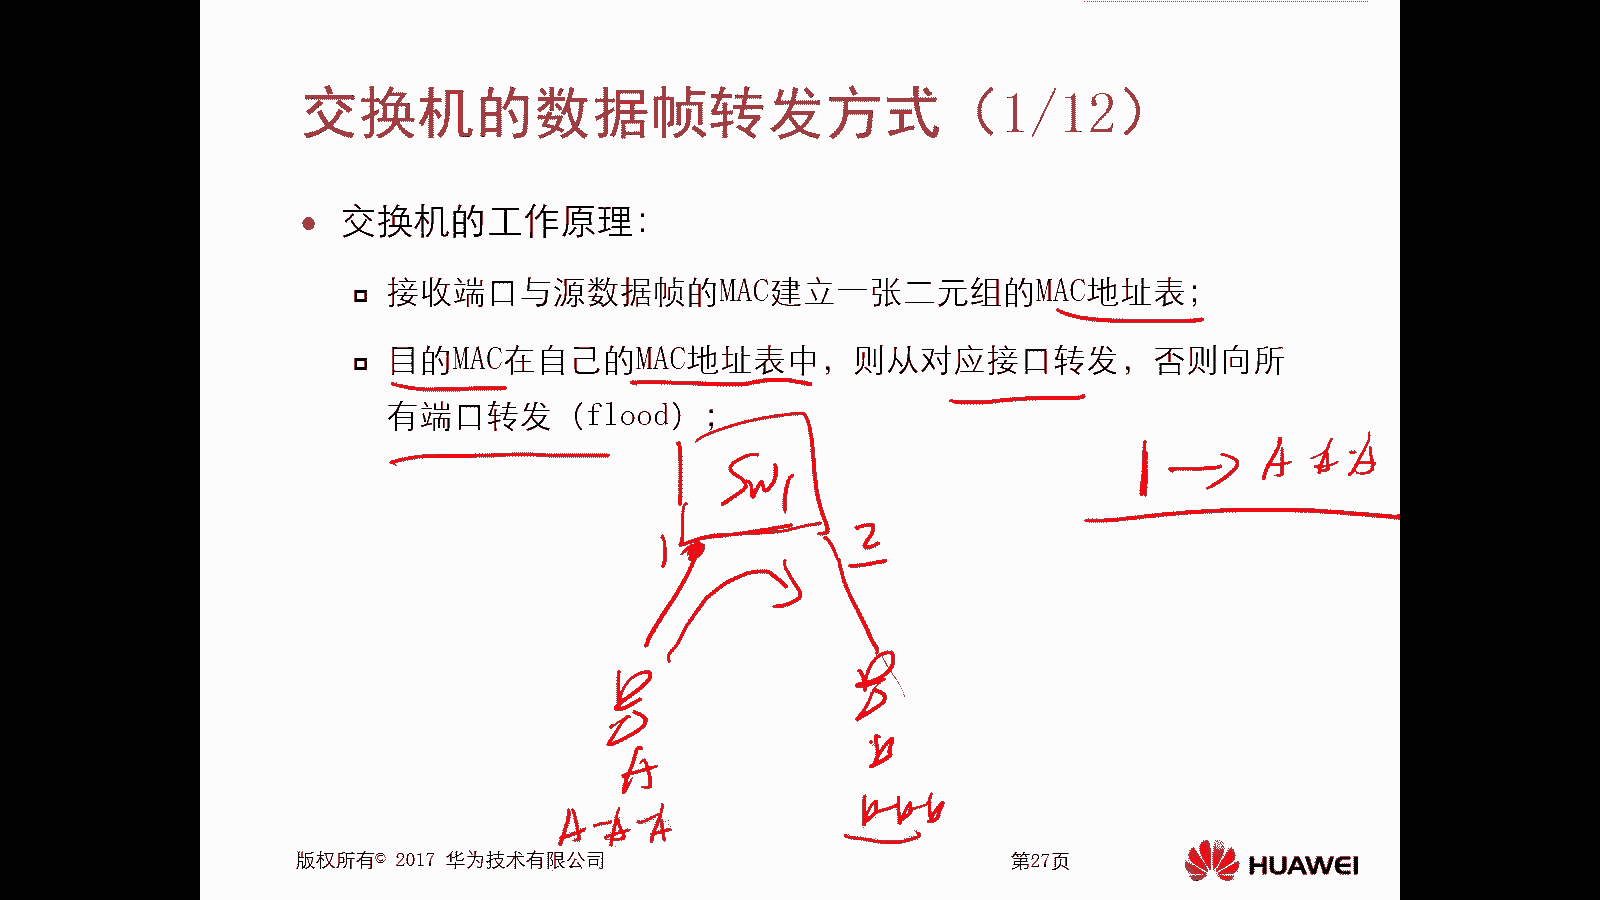 交换机的数据帧转发方式（1/12）
交换机的工作原理：
接收端口与源数据帧的MAC建立一张二元组的MAC地址表；
目的MAC在自己的MAC地址表中，则从对应接口转发，否则向所
有端口转发（flood）；
SW1
1 → A A A
1
2
A
b
A-A-A
b-b-b
版权所有© 2017 华为技术有限公司
第27页
HUAWEI